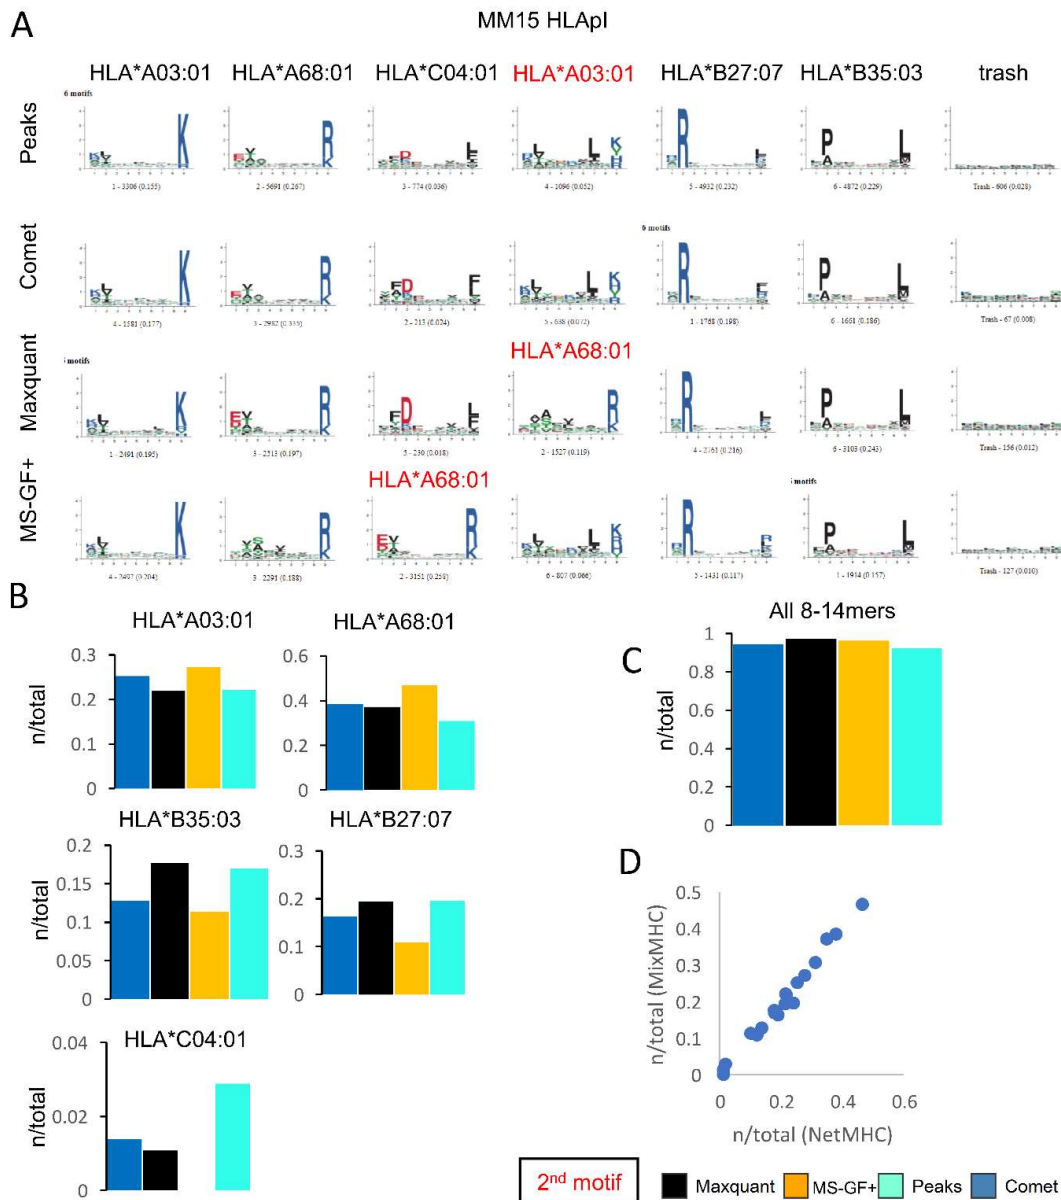 A
MM15 HLApI
HLA*A03:01 HLA*A68:01 HLA*C04:01 HLA*A03:01 HLA*B27:07 HLA*B35:03 trash
6 motifs
Peaks
1 - 3306 (0.155) 2 - 5691 (0.267) 3 - 774 (0.036) 4 - 1096 (0.052) 5 - 4932 (0.232) 6 - 4872 (0.229) Trash - 606 (0.028)
6 motifs
Comet
4 - 1581 (0.177) 3 - 2982 (0.335) 2 - 213 (0.024) 5 - 638 (0.072) 1 - 1768 (0.198) 6 - 1661 (0.186) Trash - 67 (0.008)
HLA*A68:01
motifs
Maxquant
1 - 2491 (0.195) 3 - 2513 (0.197) 5 - 230 (0.018) 2 - 1527 (0.119) 4 - 2761 (0.216) 6 - 3103 (0.243) Trash - 156 (0.012)
HLA*A68:01
motifs
MS-GF+
4 - 2497 (0.204) 3 - 2291 (0.188) 2 - 3151 (0.258) 6 - 807 (0.066) 5 - 1431 (0.117) 1 - 1914 (0.157) Trash - 127 (0.010)
B
HLA*A03:01
n/total
0.3
0.2
0.1
0
HLA*A68:01
0.6
0.4
0.2
0
HLA*B35:03
n/total
0.2
0.15
0.1
0.05
0
HLA*B27:07
0.3
0.2
0.1
0
HLA*C04:01
n/total
0.04
0.02
0
C
All 8-14mers
n/total
1
0.8
0.6
0.4
0.2
0
D
n/total (MixMHC)
0.5
0.4
0.3
0.2
0.1
0
0 0.2 0.4 0.6
n/total (NetMHC)
2nd motif
Maxquant MS-GF+ Peaks Comet